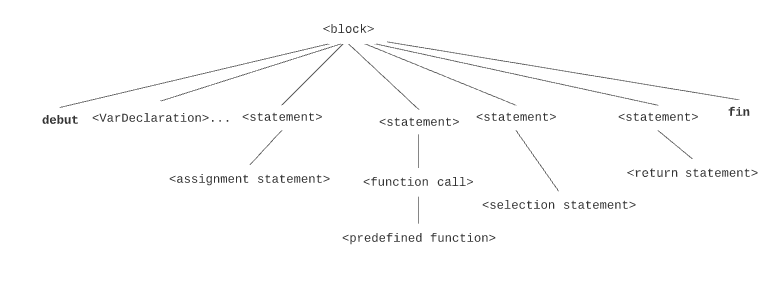 <block>
debut <VarDeclaration>... <statement> <statement> <statement> <statement> fin
<assignment statement> <function call> <selection statement> <return statement>
<predefined function>